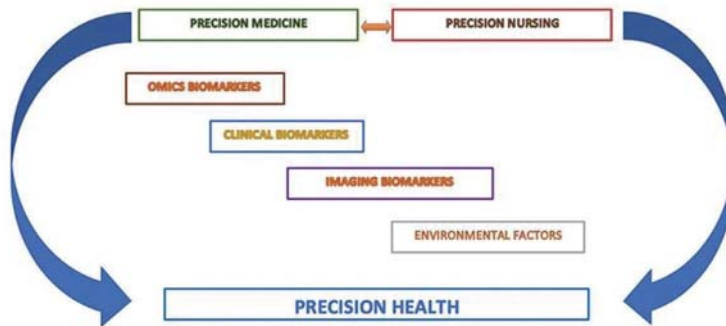 PRECISION MEDICINE
PRECISION NURSING
OMICS BIOMARKERS
CLINICAL BIOMARKERS
IMAGING BIOMARKERS
ENVIRONMENTAL FACTORS
PRECISION HEALTH